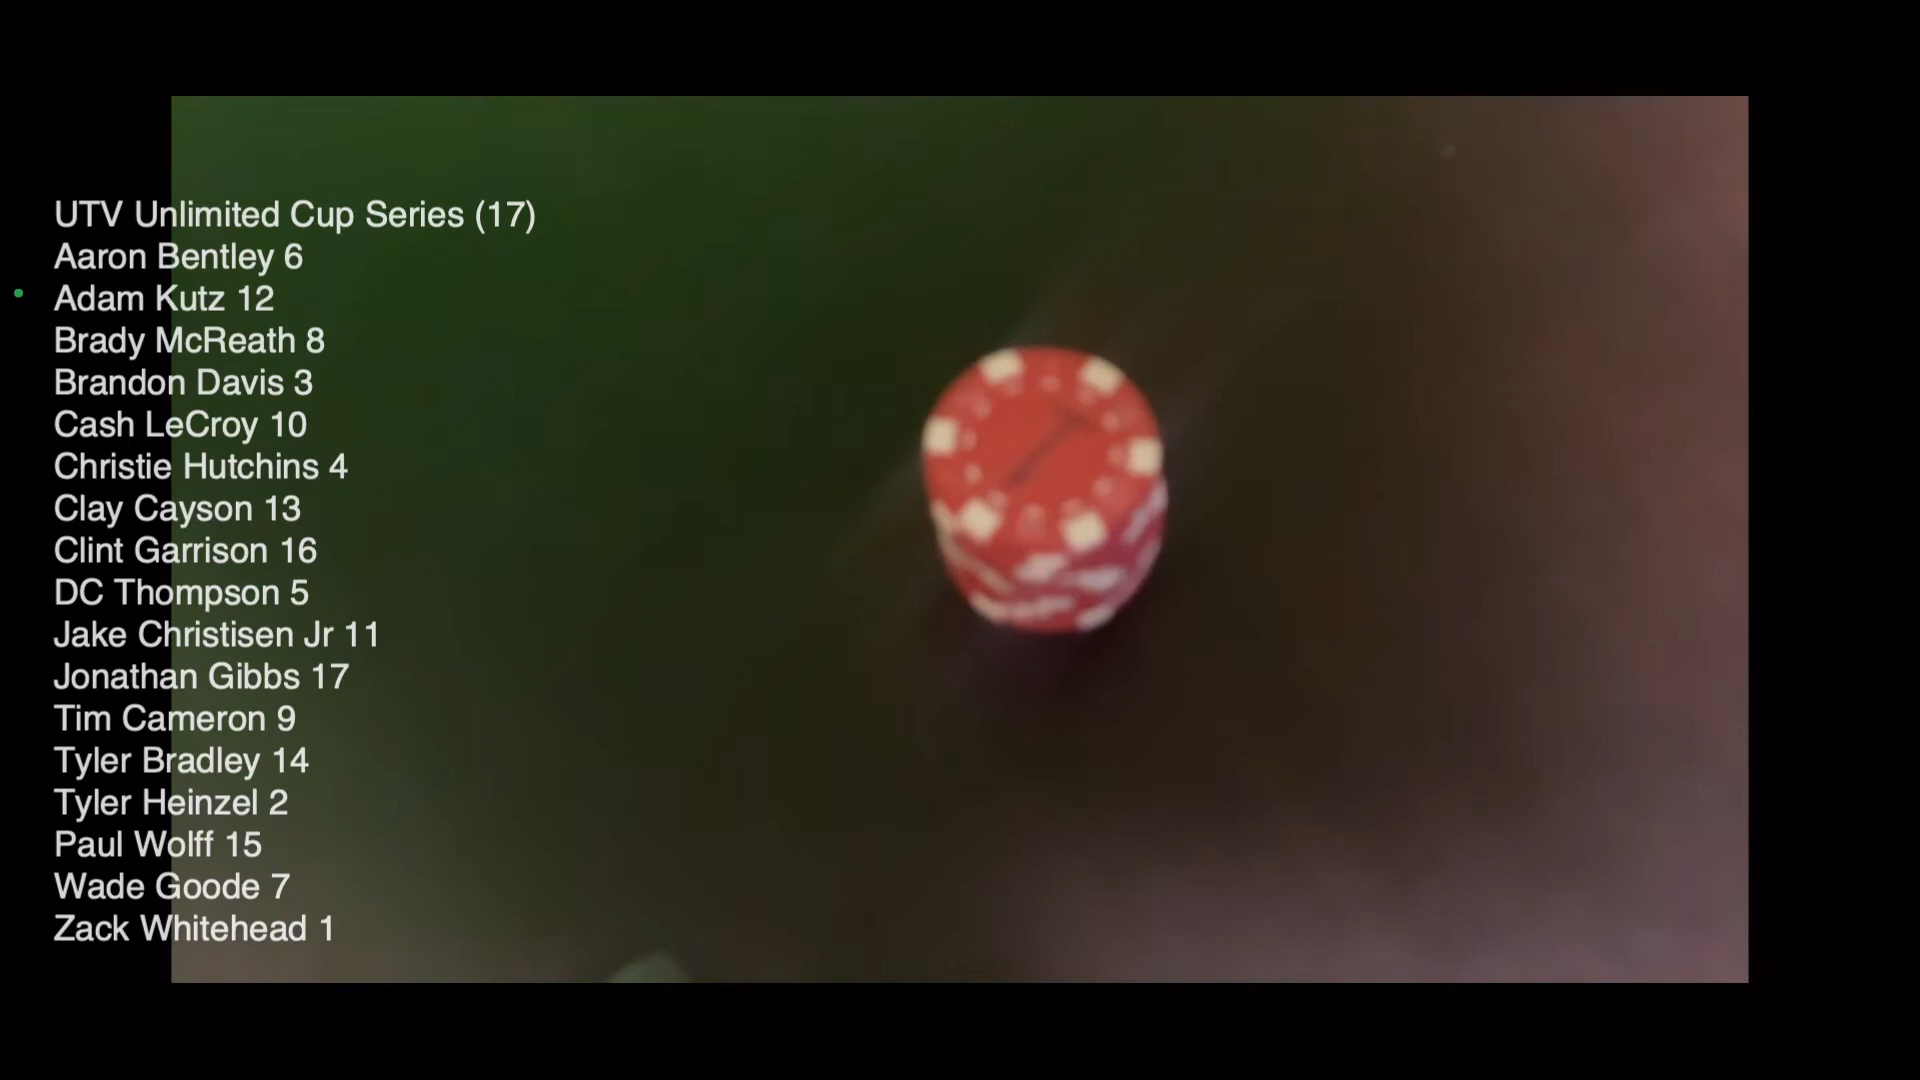 UTV Unlimited Cup Series (17)
Aaron Bentley 6
Adam Kutz 12
Brady McReath 8
Brandon Davis 3
Cash LeCroy 10
Christie Hutchins 4
Clay Cayson 13
Clint Garrison 16
DC Thompson 5
Jake Christisen Jr 11
Jonathan Gibbs 17
Tim Cameron 9
Tyler Bradley 14
Tyler Heinzel 2
Paul Wolff 15
Wade Goode 7
Zack Whitehead 1